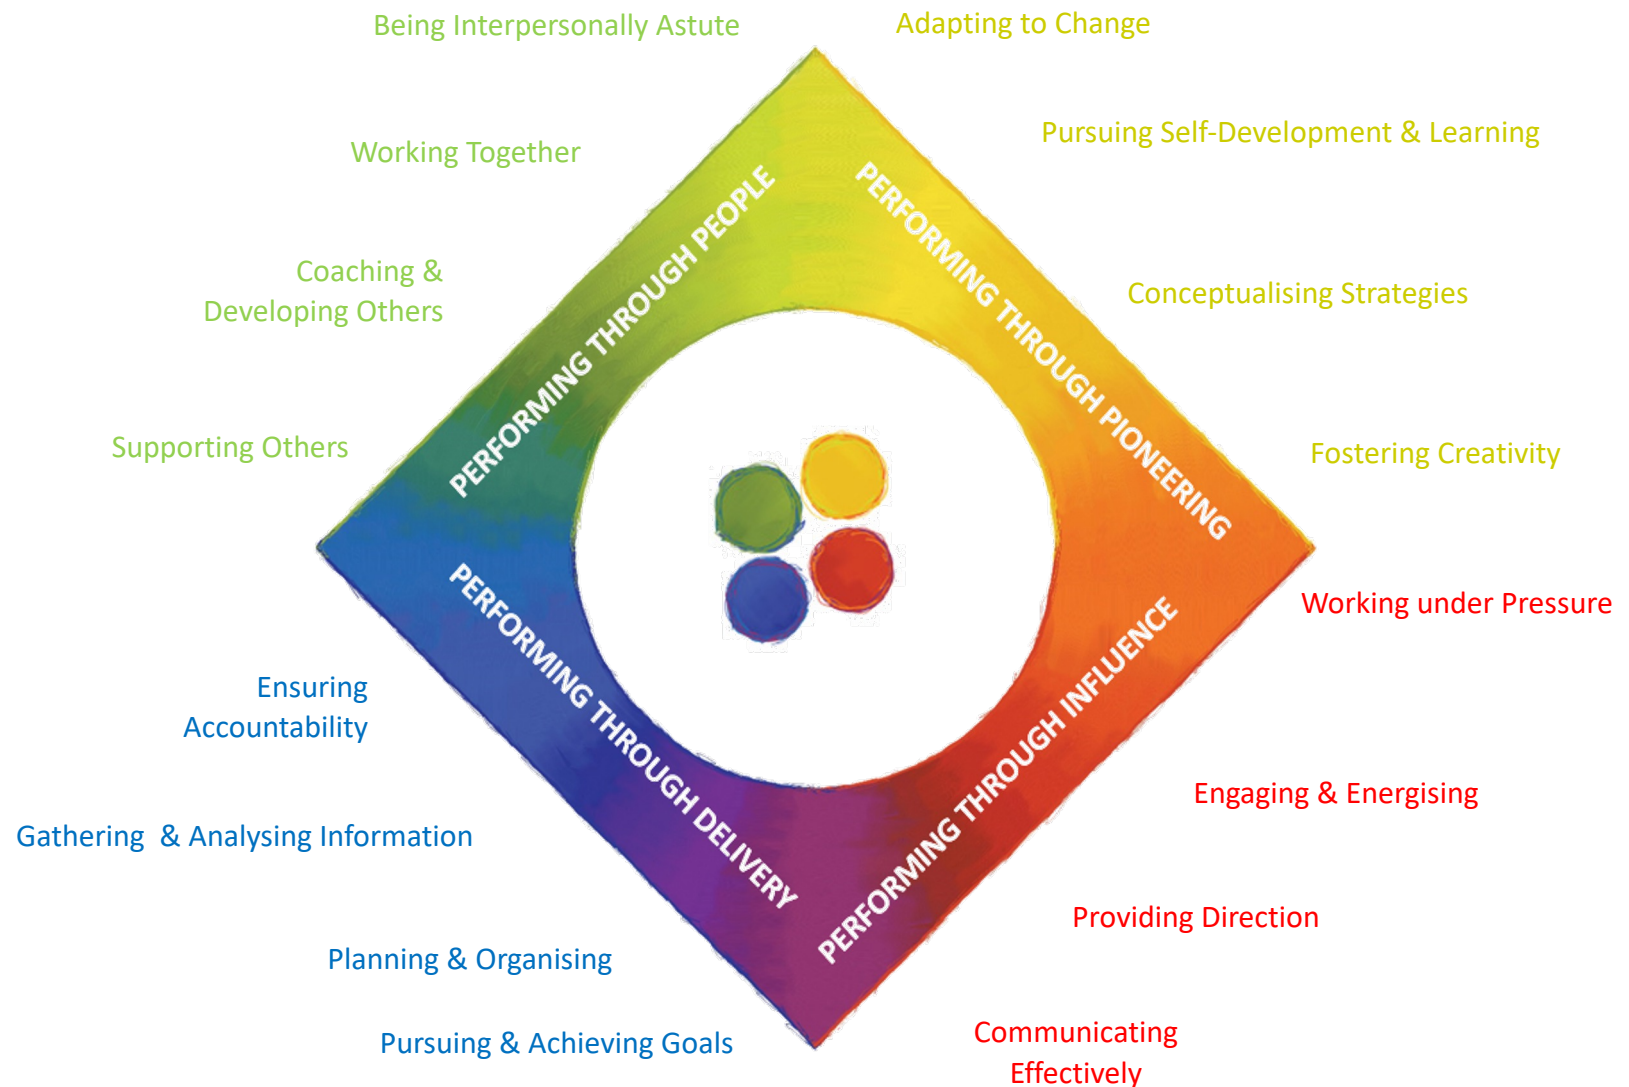 Being Interpersonally Astute
Adapting to Change
Working Together
Pursuing Self-Development & Learning
Coaching &
Developing Others
Conceptualising Strategies
Supporting Others
Fostering Creativity
PERFORMING THROUGH PEOPLE
PERFORMING THROUGH PIONEERING
PERFORMING THROUGH DELIVERY
PERFORMING THROUGH INFLUENCE
Ensuring
Accountability
Working under Pressure
Gathering  & Analysing Information
Engaging & Energising
Planning & Organising
Providing Direction
Pursuing & Achieving Goals
Communicating
Effectively